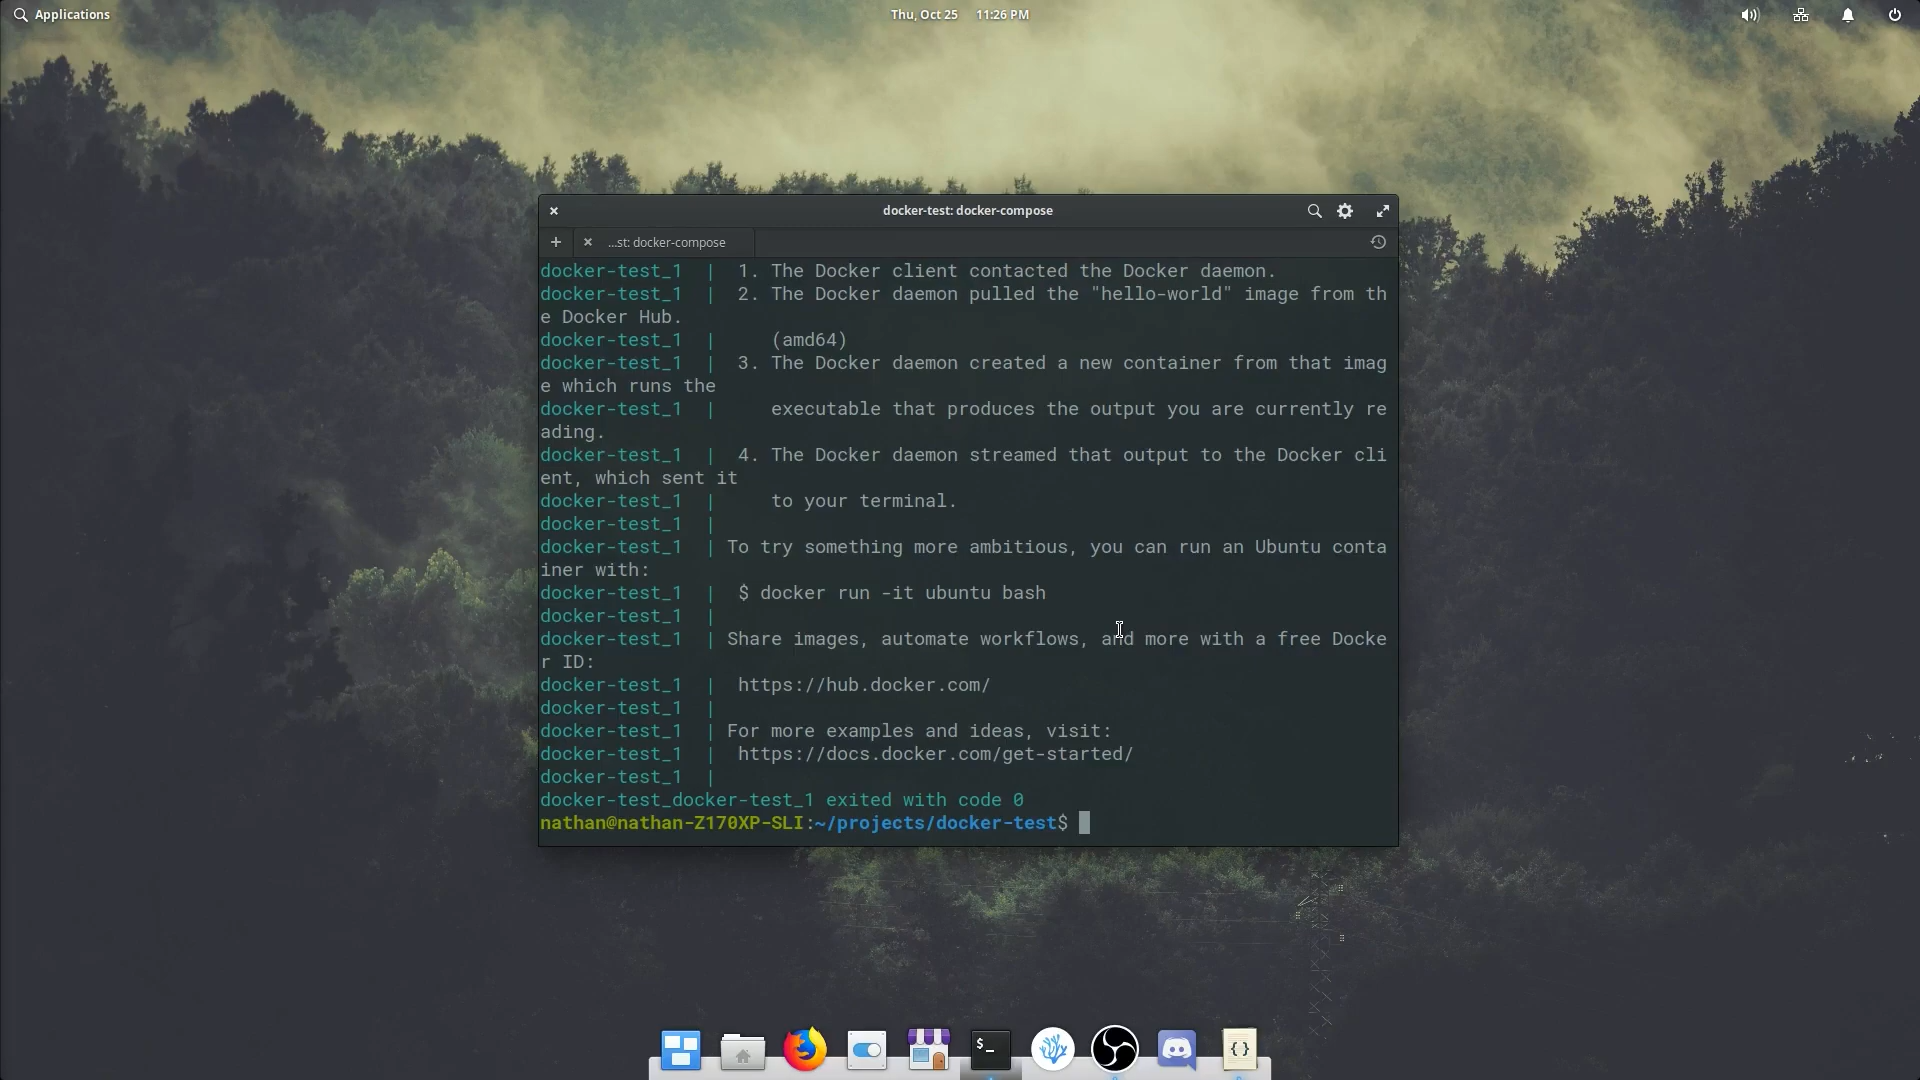 Applications
Thu, Oct 25 11:26 PM
docker-test: docker-compose
...st: docker-compose
docker-test_1 | 1. The Docker client contacted the Docker daemon.
docker-test_1 | 2. The Docker daemon pulled the "hello-world" image from th
e Docker Hub.
docker-test_1 | (amd64)
docker-test_1 | 3. The Docker daemon created a new container from that imag
e which runs the
docker-test_1 | executable that produces the output you are currently re
ading.
docker-test_1 | 4. The Docker daemon streamed that output to the Docker cli
ent, which sent it
docker-test_1 | to your terminal.
docker-test_1 |
docker-test_1 | To try something more ambitious, you can run an Ubuntu conta
iner with:
docker-test_1 | $ docker run -it ubuntu bash
docker-test_1 |
docker-test_1 | Share images, automate workflows, and more with a free Docke
r ID:
docker-test_1 | https://hub.docker.com/
docker-test_1 |
docker-test_1 | For more examples and ideas, visit:
docker-test_1 | https://docs.docker.com/get-started/
docker-test_1 |
docker-test_docker-test_1 exited with code 0
nathan@nathan-Z170XP-SLI:~/projects/docker-test$
$_
{}